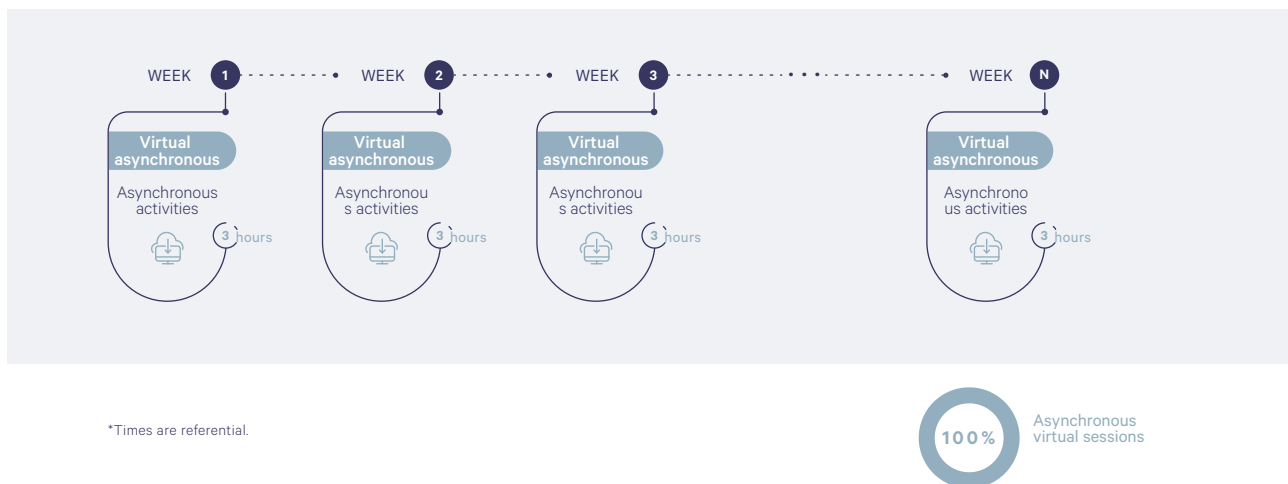 WEEK 1 WEEK 2 WEEK 3 WEEK N
Virtual
asynchronous
Asynchronous
activities
3 hours
Virtual
asynchronous
Asynchronou
s activities
3 hours
Virtual
asynchronous
Asynchronou
s activities
3 hours
Virtual
asynchronous
Asynchrono
us activities
3 hours
*Times are referential.
100%
Asynchronous
virtual sessions